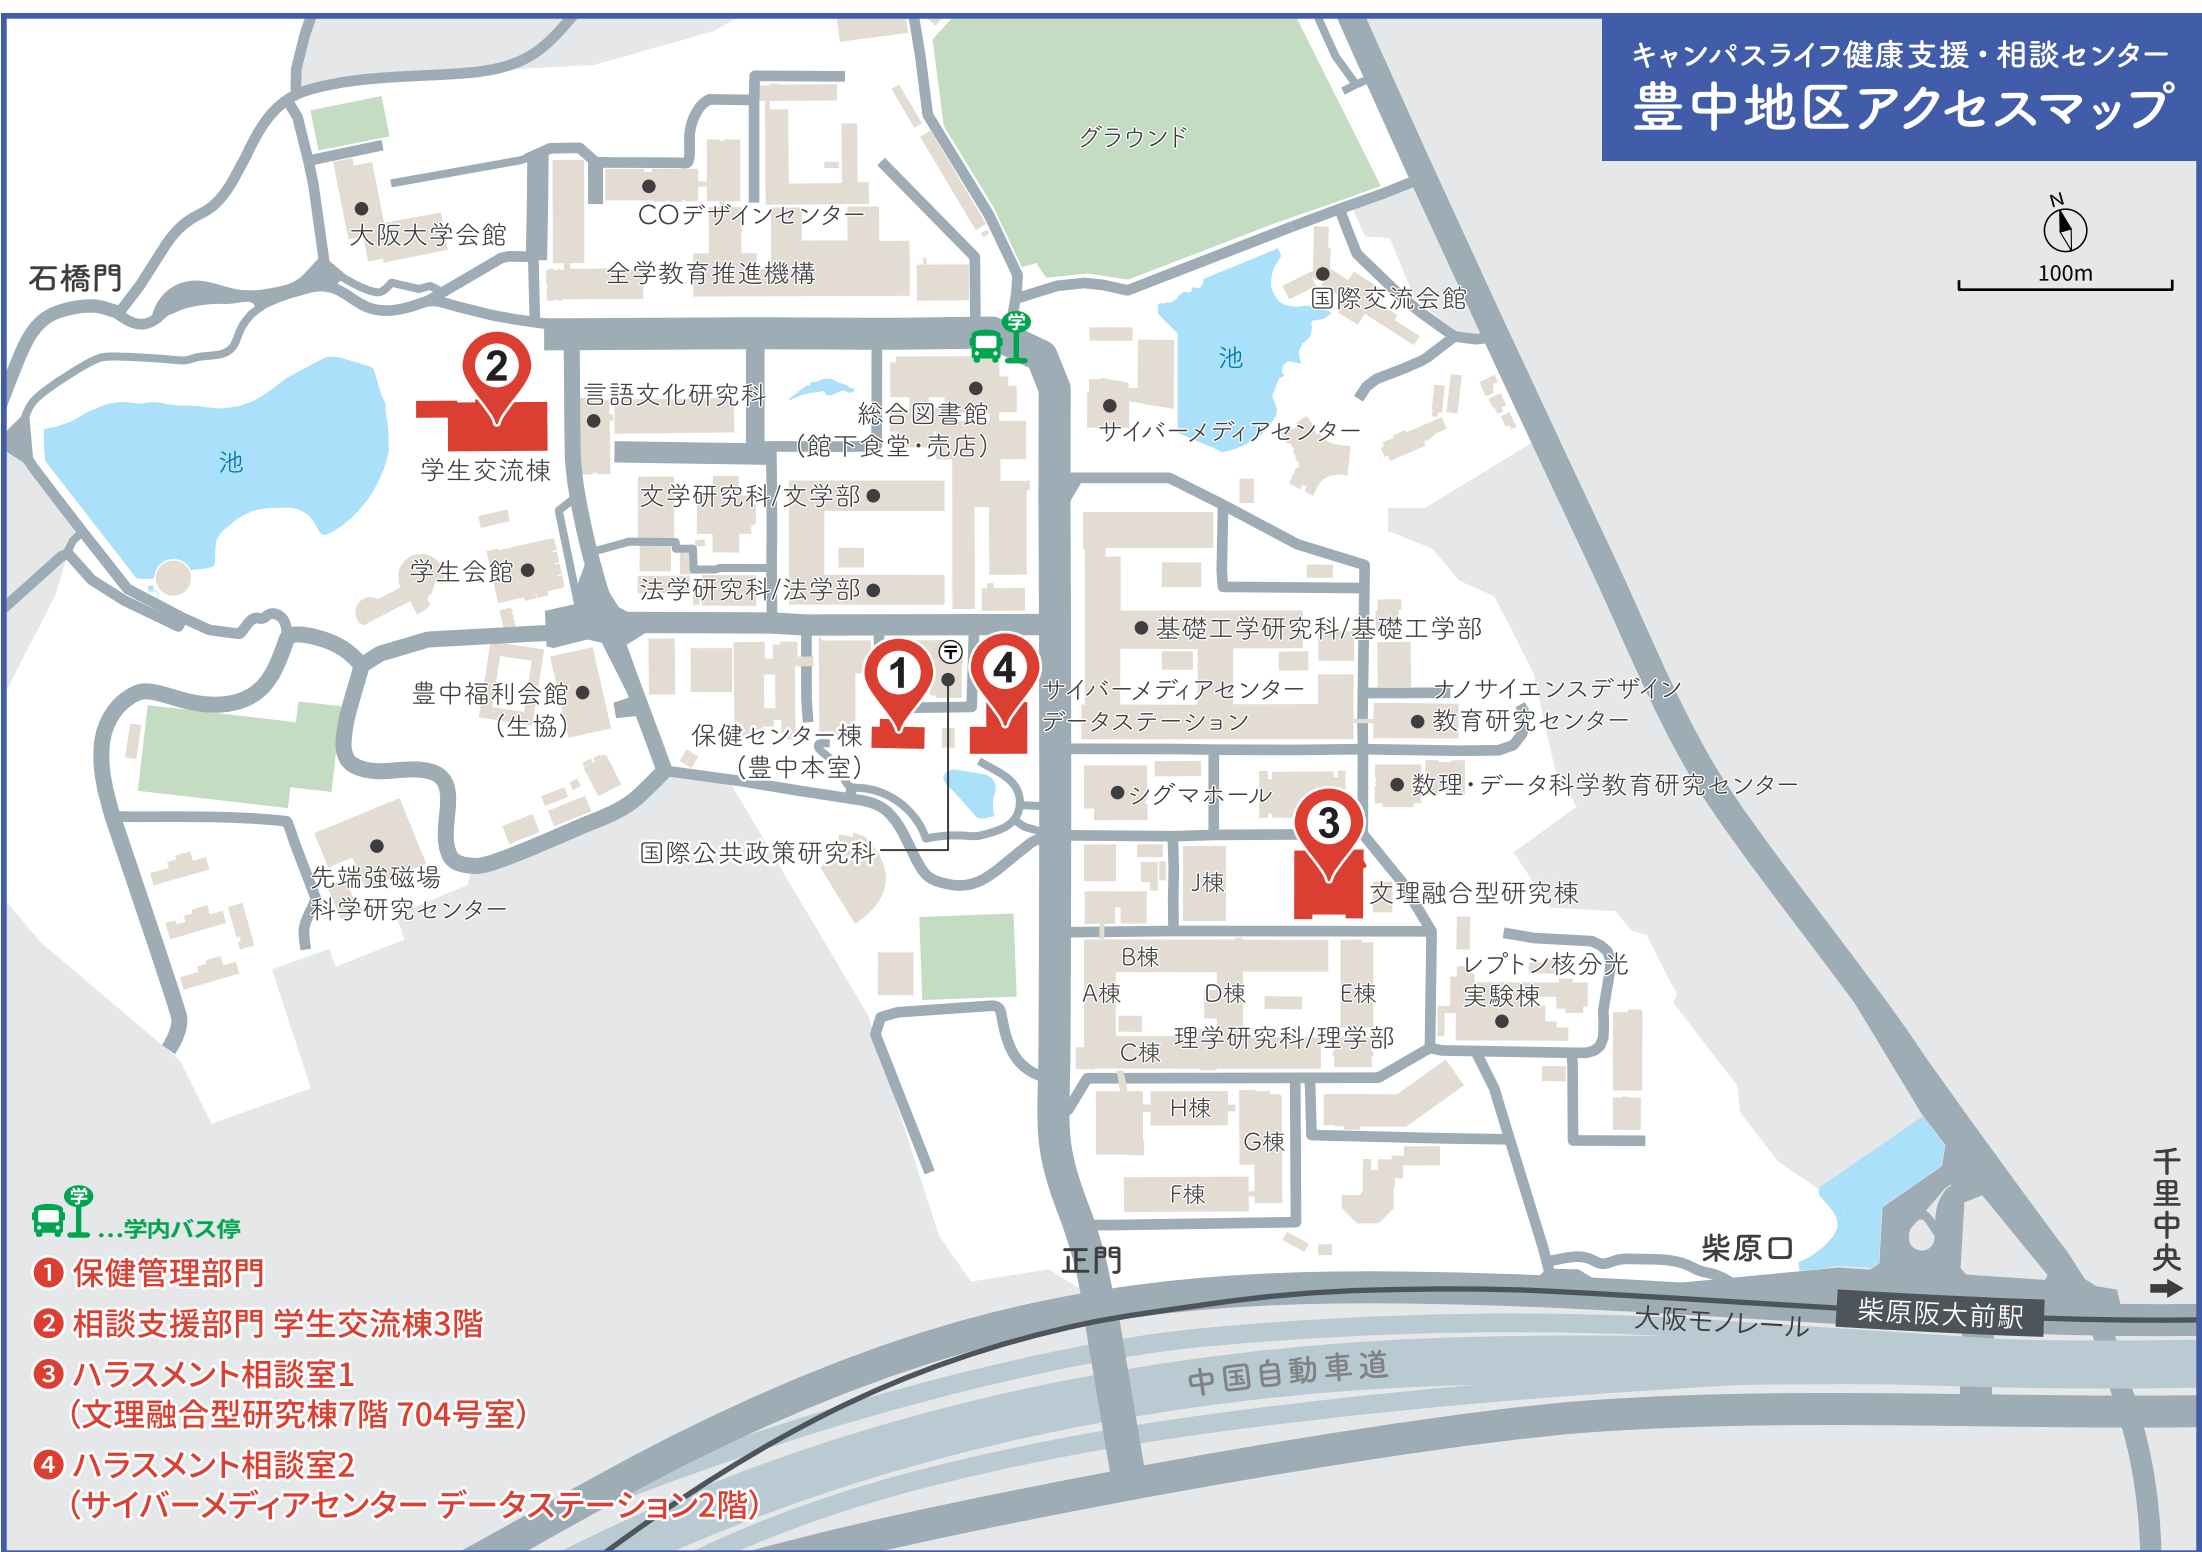 キャンパスライフ健康支援・相談センター
豊中地区アクセスマップ
N
100m
グラウンド
COデザインセンター
大阪大学会館
全学教育推進機構
石橋門
国際交流会館
学
池
2
言語文化研究科
総合図書館
(館下食堂・売店)
サイバーメディアセンター
池
学生交流棟
文学研究科/文学部
学生会館
法学研究科/法学部
基礎工学研究科/基礎工学部
1
〒
4
豊中福利会館
(生協)
サイバーメディアセンター
データステーション
ナノサイエンスデザイン
教育研究センター
保健センター棟
(豊中本室)
シグマホール
数理・データ科学教育研究センター
3
国際公共政策研究科
先端強磁場
科学研究センター
J棟
文理融合型研究棟
B棟
A棟
D棟
E棟
レプトン核分光
実験棟
理学研究科/理学部
C棟
H棟
G棟
F棟
正門
柴原口
千里中央
柴原阪大前駅
大阪モノレール
中国自動車道
学
…学内バス停
1 保健管理部門
2 相談支援部門 学生交流棟3階
3 ハラスメント相談室1
(文理融合型研究棟7階 704号室)
4 ハラスメント相談室2
(サイバーメディアセンター データステーション2階)